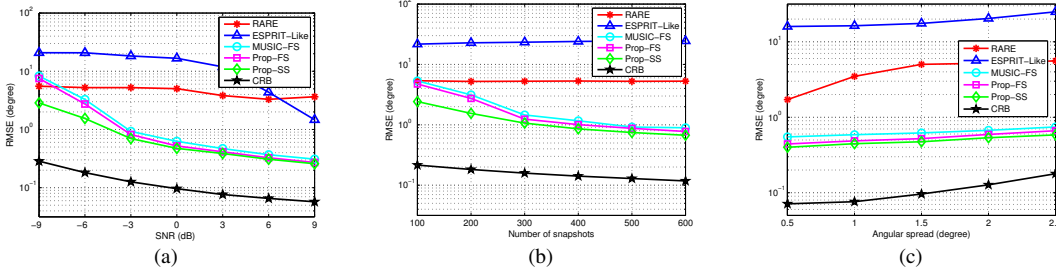 10²
10¹
10⁰
10⁻¹
RMSE (degree)
RARE
ESPRIT-Like
MUSIC-FS
Prop-FS
Prop-SS
CRB
−9 −6 −3 0 3 6 9
SNR (dB)
(a)
10²
10¹
10⁰
10⁻¹
RMSE (degree)
RARE
ESPRIT-Like
MUSIC-FS
Prop-FS
Prop-SS
CRB
100 200 300 400 500 600
Number of snapshots
(b)
10¹
10⁰
10⁻¹
RMSE (degree)
RARE
ESPRIT-Like
MUSIC-FS
Prop-FS
Prop-SS
CRB
0.5 1 1.5 2 2.
Angular spread (degree)
(c)